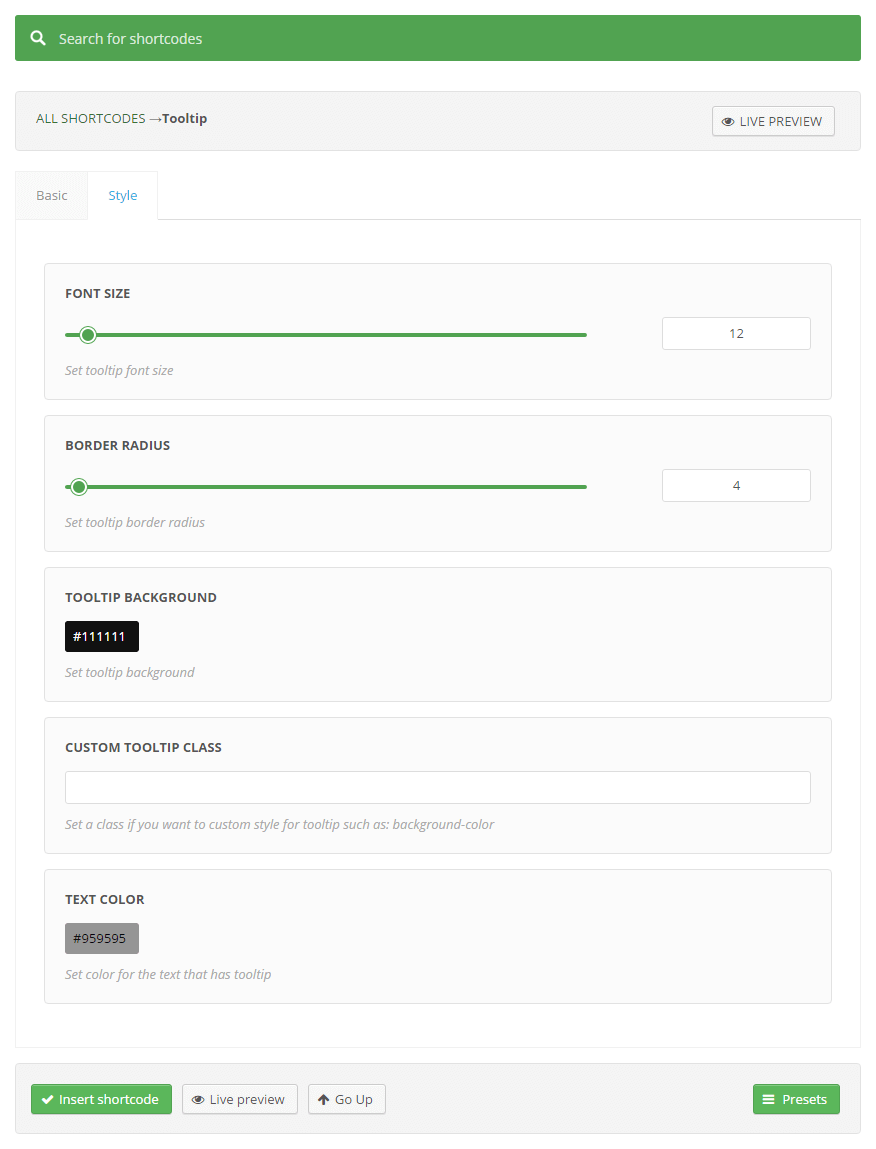 Search for shortcodes
ALL SHORTCODES →Tooltip
LIVE PREVIEW
Basic
Style
FONT SIZE
12
Set tooltip font size
BORDER RADIUS
4
Set tooltip border radius
TOOLTIP BACKGROUND
#111111
Set tooltip background
CUSTOM TOOLTIP CLASS
Set a class if you want to custom style for tooltip such as: background-color
TEXT COLOR
#959595
Set color for the text that has tooltip
Insert shortcode
Live preview
Go Up
Presets